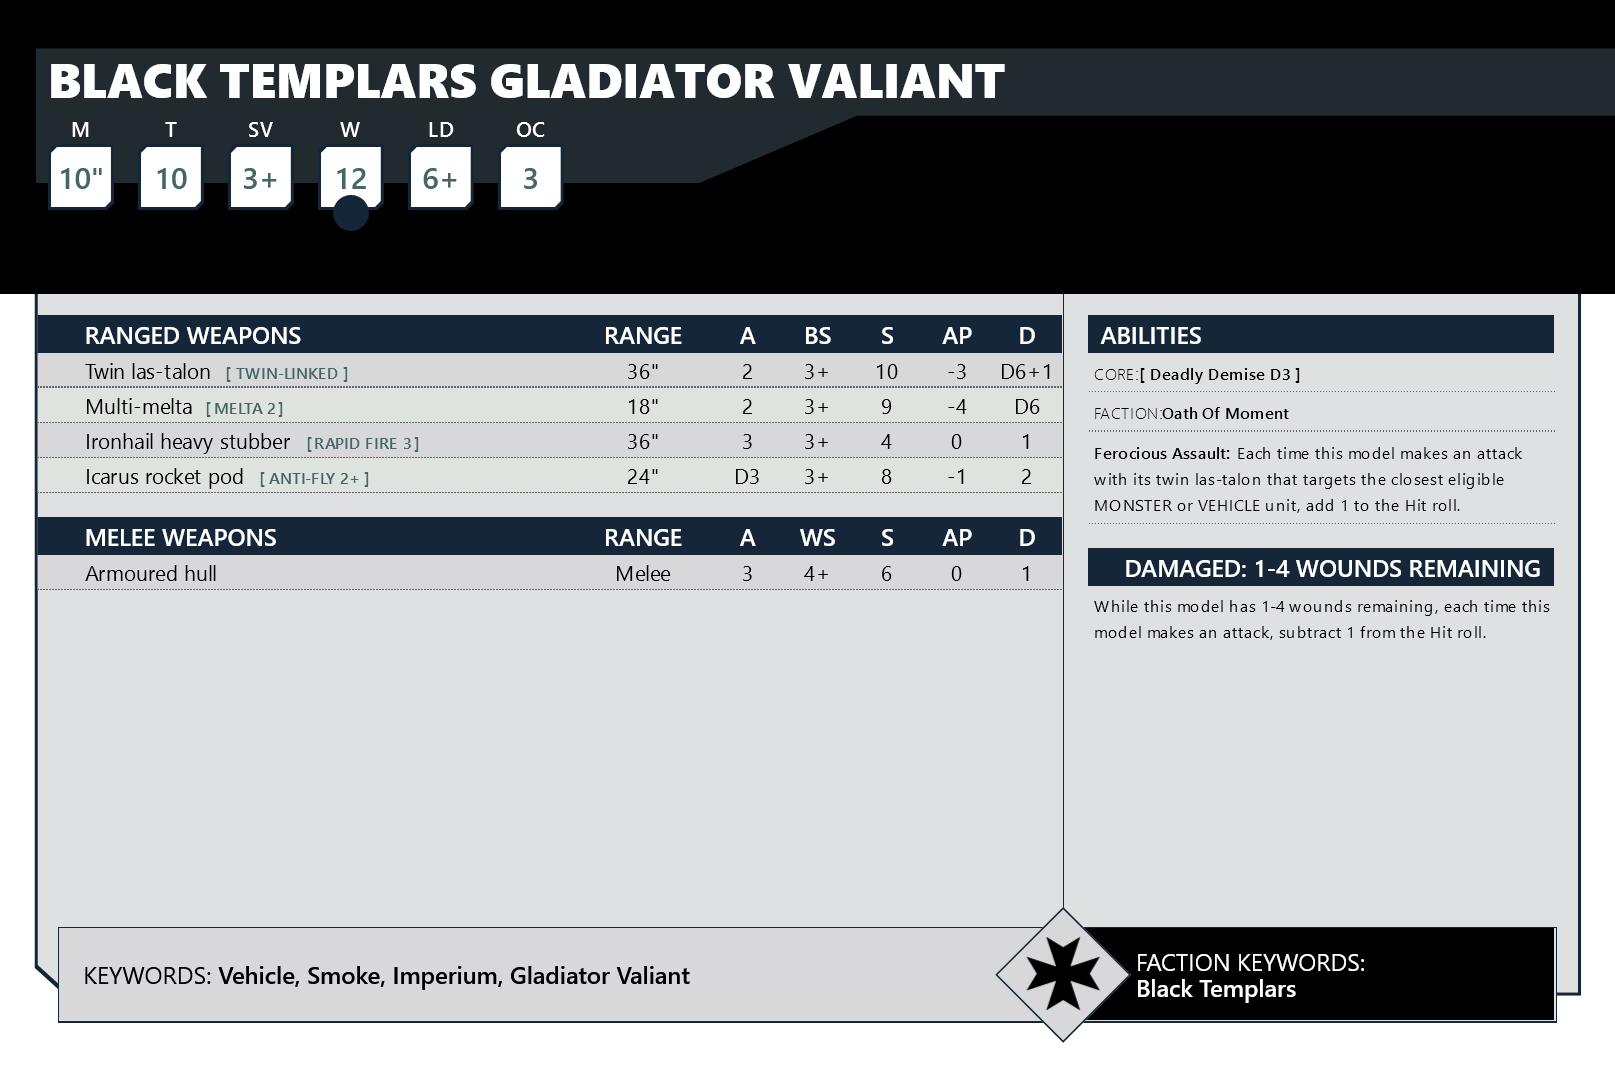 BLACK TEMPLARS GLADIATOR VALIANT
M T SV W LD OC
10" 10 3+ 12 6+ 3
RANGED WEAPONS RANGE A BS S AP D
Twin las-talon [ TWIN-LINKED ] 36" 2 3+ 10 -3 D6+1
Multi-melta [ MELTA 2 ] 18" 2 3+ 9 -4 D6
Ironhail heavy stubber [ RAPID FIRE 3 ] 36" 3 3+ 4 0 1
Icarus rocket pod [ ANTI-FLY 2+ ] 24" D3 3+ 8 -1 2
MELEE WEAPONS RANGE A WS S AP D
Armoured hull Melee 3 4+ 6 0 1
ABILITIES
CORE:[ Deadly Demise D3 ]
FACTION:Oath Of Moment
Ferocious Assault: Each time this model makes an attack
with its twin las-talon that targets the closest eligible
MONSTER or VEHICLE unit, add 1 to the Hit roll.
DAMAGED: 1-4 WOUNDS REMAINING
While this model has 1-4 wounds remaining, each time this
model makes an attack, subtract 1 from the Hit roll.
KEYWORDS: Vehicle, Smoke, Imperium, Gladiator Valiant
FACTION KEYWORDS:
Black Templars